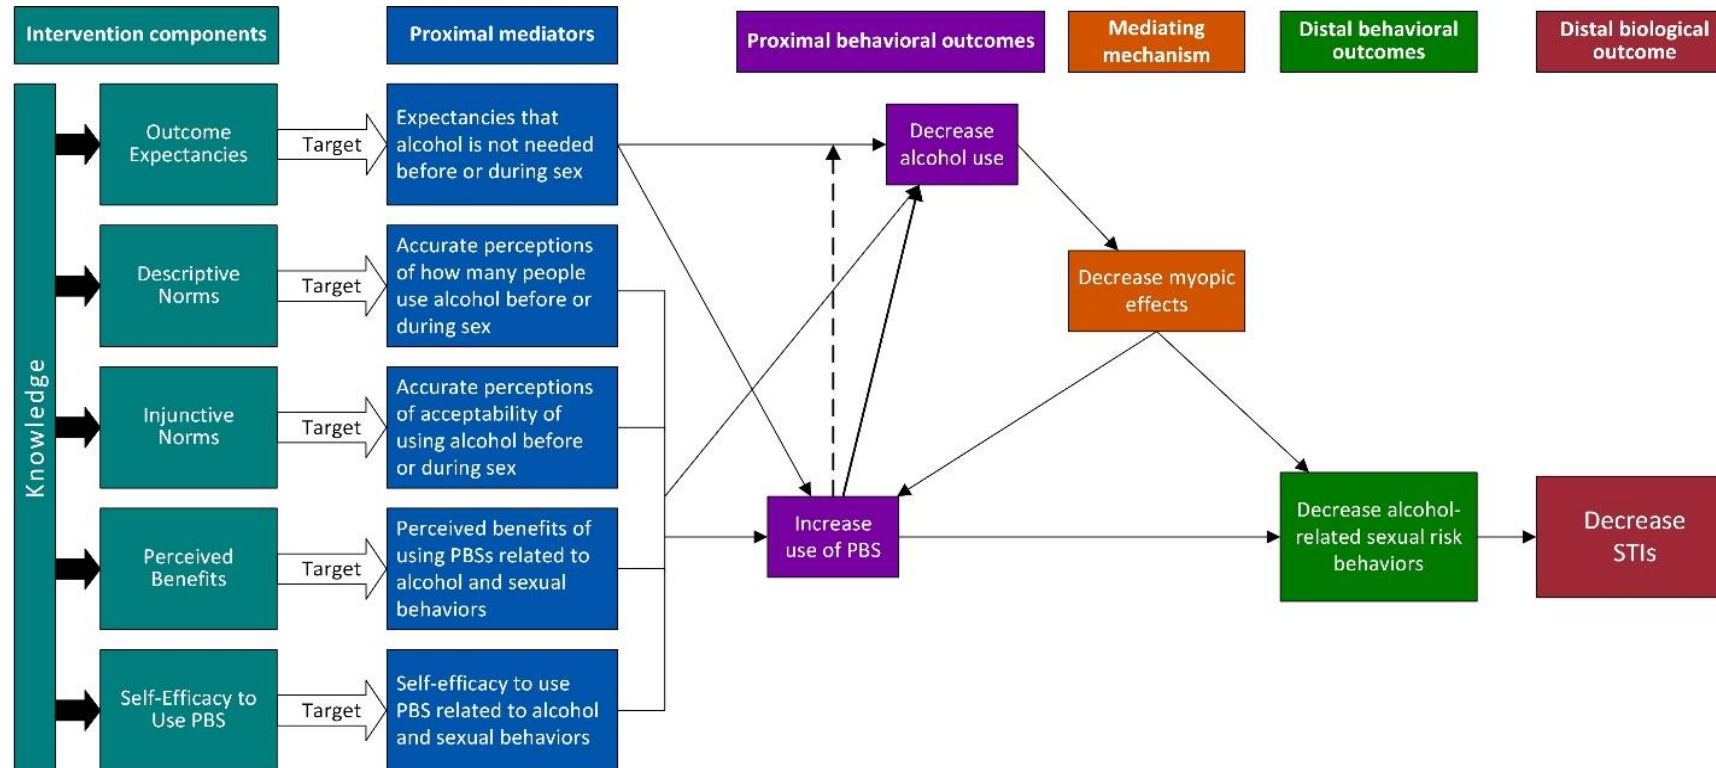 Intervention components
Proximal mediators
Proximal behavioral outcomes
Mediating
mechanism
Distal behavioral
outcomes
Distal biological
outcome
Knowledge
Outcome
Expectancies
Target
Expectancies that
alcohol is not needed
before or during sex
Decrease
alcohol use
Descriptive
Norms
Target
Accurate perceptions
of how many people
use alcohol before or
during sex
Decrease myopic
effects
Injunctive
Norms
Target
Accurate perceptions
of acceptability of
using alcohol before
or during sex
Perceived
Benefits
Target
Perceived benefits of
using PBSs related to
alcohol and sexual
behaviors
Increase
use of PBS
Decrease alcohol-
related sexual risk
behaviors
Decrease
STIs
Self-Efficacy to
Use PBS
Target
Self-efficacy to use
PBS related to alcohol
and sexual behaviors